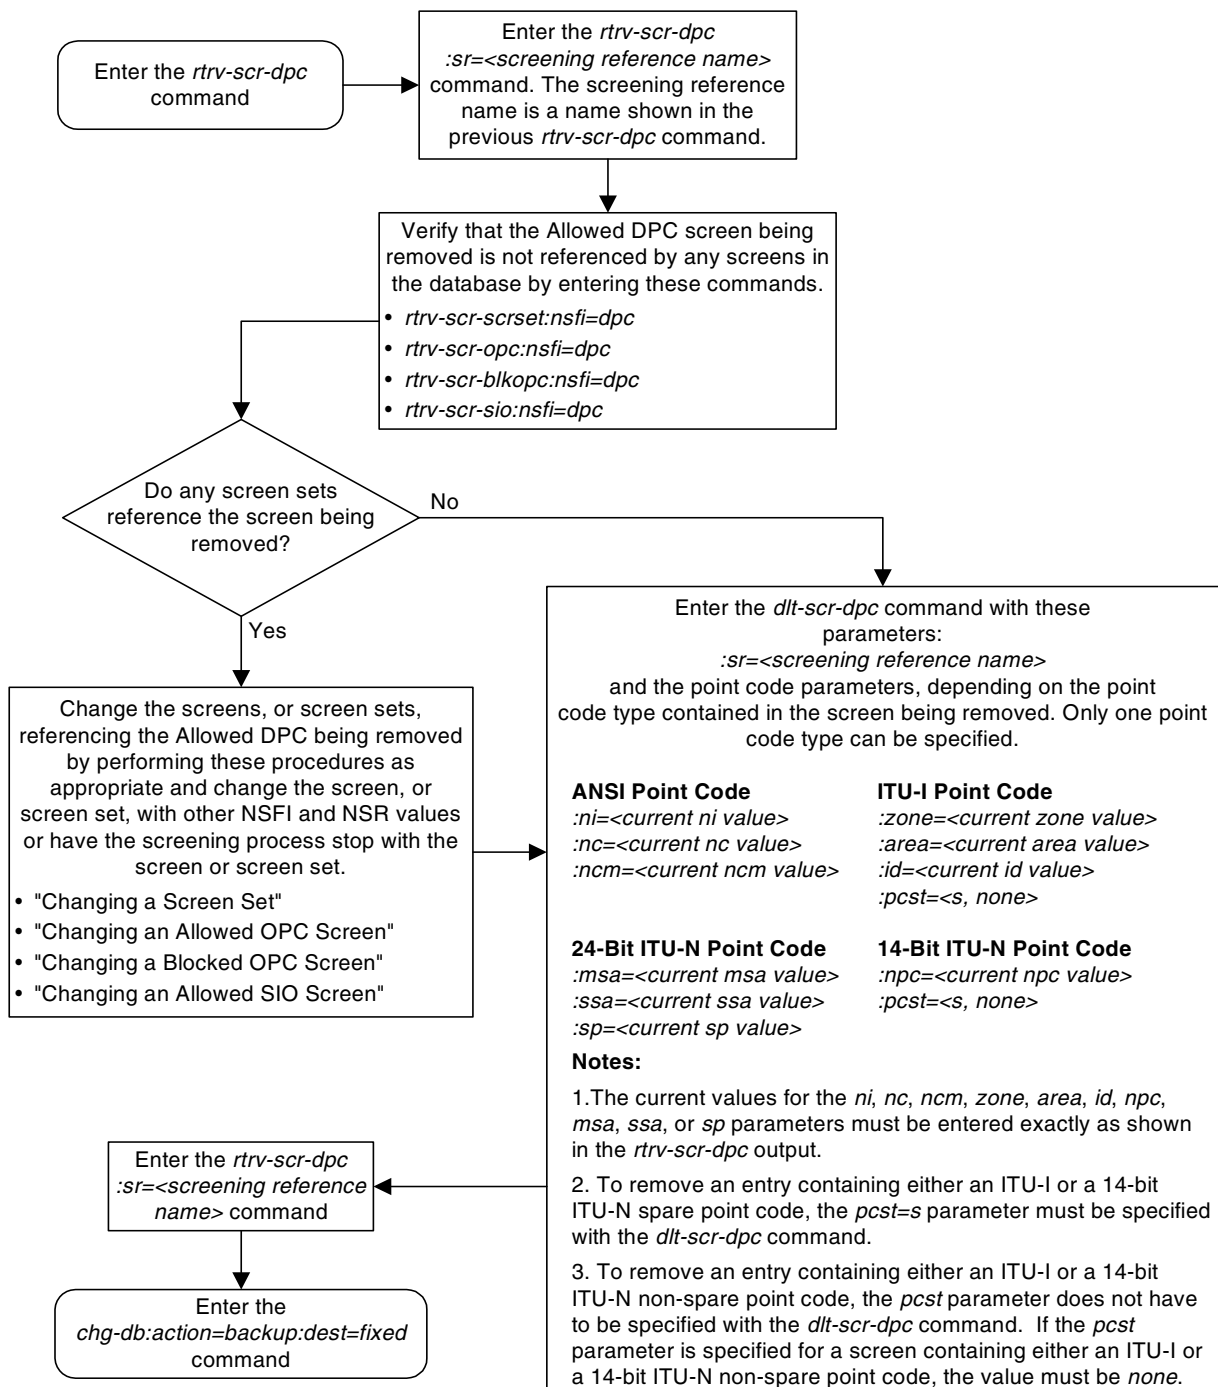 Enter the rtrv-scr-dpc
command
Enter the rtrv-scr-dpc
:sr=<screening reference name>
command. The screening reference
name is a name shown in the
previous rtrv-scr-dpc command.
Verify that the Allowed DPC screen being
removed is not referenced by any screens in
the database by entering these commands.
• rtrv-scr-scrset:nsfi=dpc
• rtrv-scr-opc:nsfi=dpc
• rtrv-scr-blkopc:nsfi=dpc
• rtrv-scr-sio:nsfi=dpc
Do any screen sets
reference the screen being
removed?
No
Yes
Change the screens, or screen sets,
referencing the Allowed DPC being removed
by performing these procedures as
appropriate and change the screen, or
screen set, with other NSFI and NSR values
or have the screening process stop with the
screen or screen set.
• "Changing a Screen Set"
• "Changing an Allowed OPC Screen"
• "Changing a Blocked OPC Screen"
• "Changing an Allowed SIO Screen"
Enter the dlt-scr-dpc command with these
parameters:
:sr=<screening reference name>
and the point code parameters, depending on the point
code type contained in the screen being removed. Only one point
code type can be specified.
ANSI Point Code
:ni=<current ni value>
:nc=<current nc value>
:ncm=<current ncm value>
ITU-I Point Code
:zone=<current zone value>
:area=<current area value>
:id=<current id value>
:pcst=<s, none>
24-Bit ITU-N Point Code
:msa=<current msa value>
:ssa=<current ssa value>
:sp=<current sp value>
14-Bit ITU-N Point Code
:npc=<current npc value>
:pcst=<s, none>
Notes:
1.The current values for the ni, nc, ncm, zone, area, id, npc,
msa, ssa, or sp parameters must be entered exactly as shown
in the rtrv-scr-dpc output.
2. To remove an entry containing either an ITU-I or a 14-bit
ITU-N spare point code, the pcst=s parameter must be specified
with the dlt-scr-dpc command.
3. To remove an entry containing either an ITU-I or a 14-bit
ITU-N non-spare point code, the pcst parameter does not have
to be specified with the dlt-scr-dpc command. If the pcst
parameter is specified for a screen containing either an ITU-I or
a 14-bit ITU-N non-spare point code, the value must be none.
Enter the rtrv-scr-dpc
:sr=<screening reference
name> command
Enter the
chg-db:action=backup:dest=fixed
command